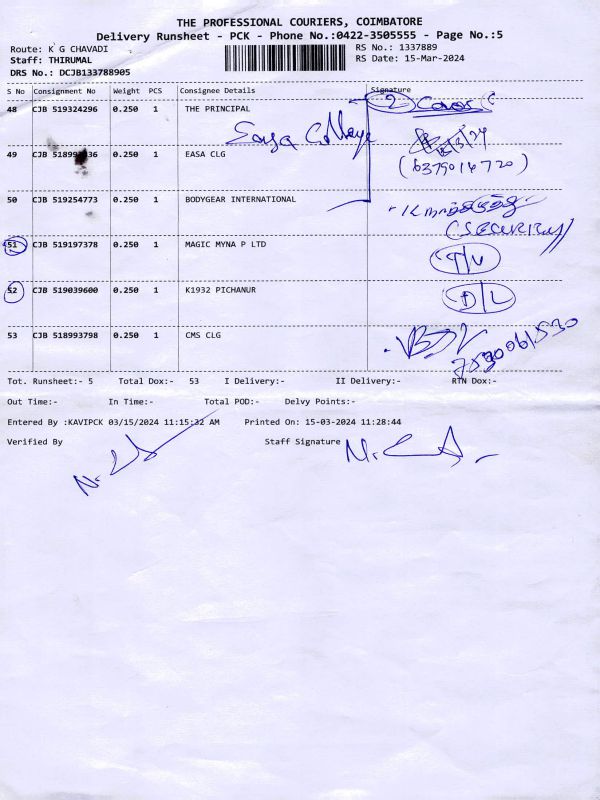 THE PROFESSIONAL COURIERS, COIMBATORE
Delivery Runsheet - PCK - Phone No.:0422-3505555 - Page No.:5
Route: K G CHAVADI RS No.: 1337889
Staff: THIRUMAL RS Date: 15-Mar-2024
DRS No.: DCJB133788905
S No Consignment No Weight PCS Consignee Details Signature
2 Covers
48 CJB 519324296 0.250 1 THE PRINCIPAL
Easa College
49 CJB 0.250 1 EASA CLG
(6379014720)
50 CJB 519254773 0.250 1 BODYGEAR INTERNATIONAL
(SECURITY)
51 CJB 519197378 0.250 1 MAGIC MYNA P LTD
52 CJB 519039600 0.250 1 K1932 PICHANUR
D/L
53 CJB 518993798 0.250 1 CMS CLG
Tot. Runsheet:- 5 Total Dox:- 53 I Delivery:- II Delivery:- RTN Dox:-
Out Time:- In Time:- Total POD:- Delvy Points:-
Entered By :KAVIPCK 03/15/2024 11:15:32 AM Printed On: 15-03-2024 11:28:44
Verified By Staff Signature